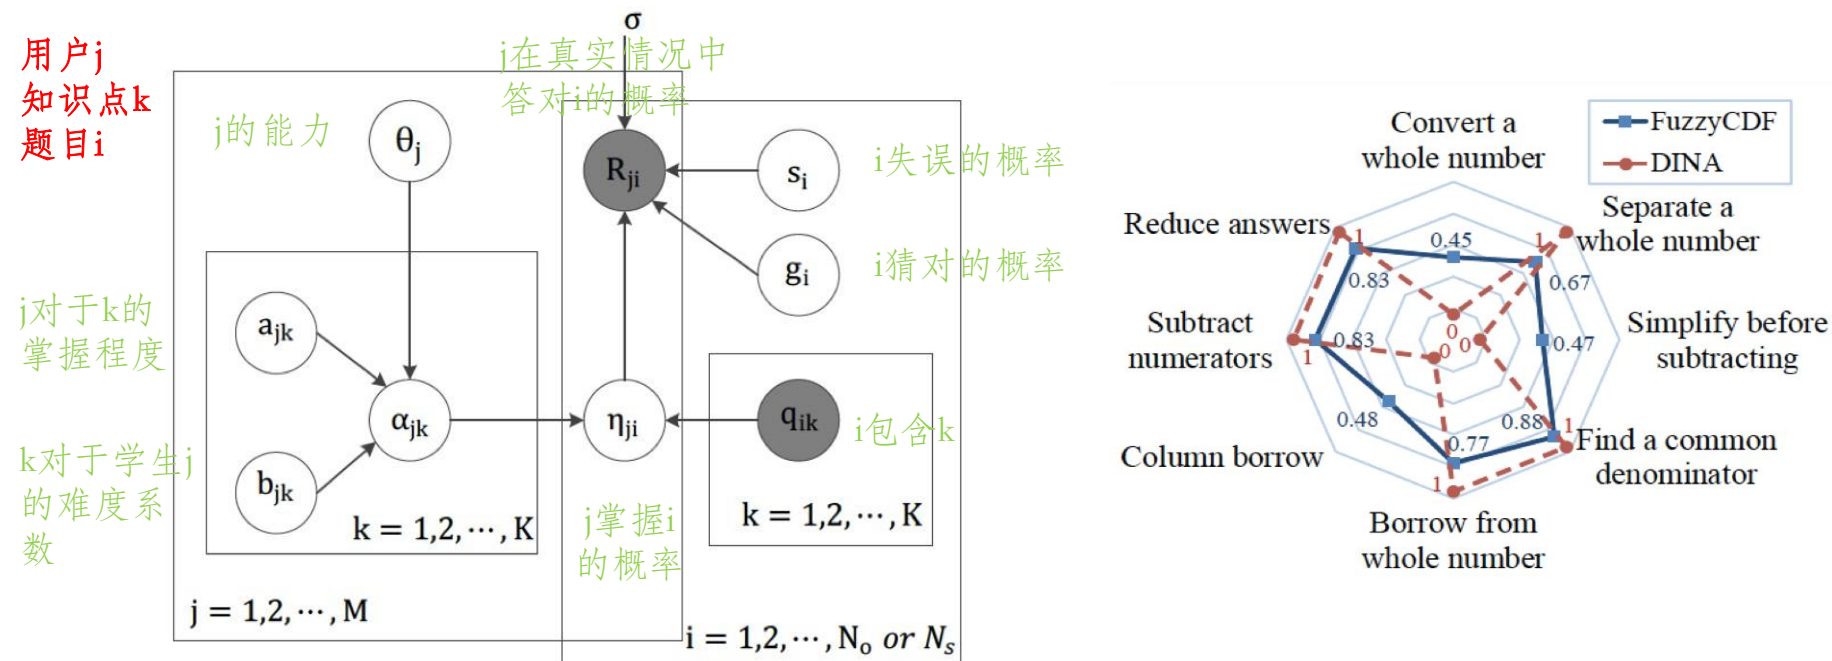 用户j
知识点k
题目i
σ
j在真实情况中
答对i的概率
j的能力
θj
Rji
si
i失误的概率
gi
i猜对的概率
j对于k的
掌握程度
ajk
αjk
ηji
qik
i包含k
k对于学生j
的难度系
数
bjk
k = 1,2, ⋯ , K
j掌握i
的概率
k = 1,2, ⋯ , K
j = 1,2, ⋯ , M
i = 1,2, ⋯ , No or Ns
FuzzyCDF
DINA
Convert a
whole number
Separate a
whole number
Reduce answers
1
0.45
1
0.83
0.67
Subtract
numerators
Simplify before
subtracting
0.83
1
0
0
0
0.47
0.48
0.88
1
0.77
1
Column borrow
Find a common
denominator
Borrow from
whole number